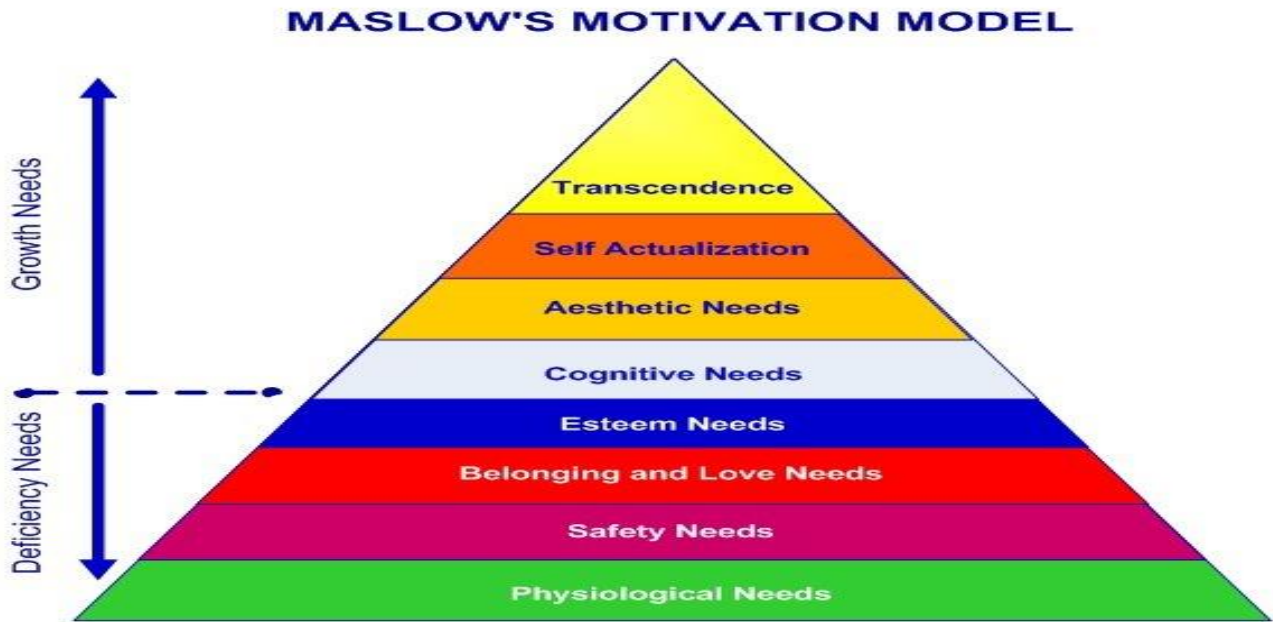 MASLOW'S MOTIVATION MODEL
Growth Needs
Deficiency Needs
Transcendence
Self Actualization
Aesthetic Needs
Cognitive Needs
Esteem Needs
Belonging and Love Needs
Safety Needs
Physiological Needs